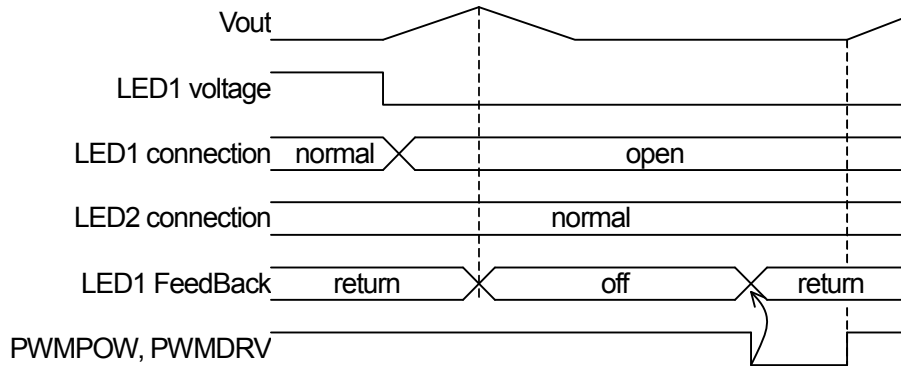 Vout
LED1 voltage
LED1 connection normal open
LED2 connection normal
LED1 FeedBack return off return
PWMPOW, PWMDRV